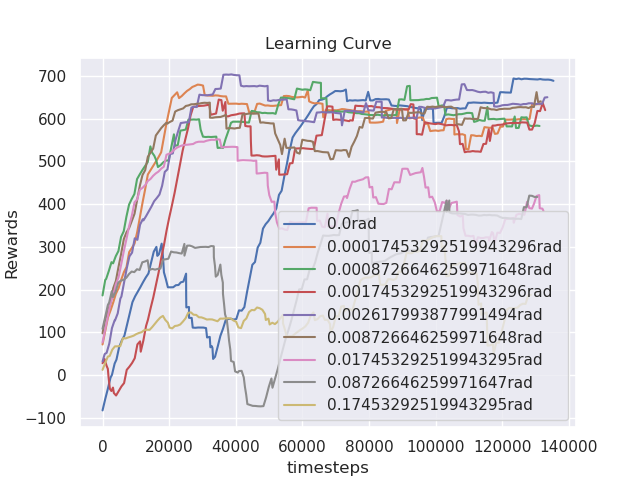 Learning Curve
700
600
500
400
300
200
100
0
−100
Rewards
0.0rad
0.00017453292519943296rad
0.0008726646259971648rad
0.0017453292519943296rad
0.002617993877991494rad
0.008726646259971648rad
0.017453292519943295rad
0.08726646259971647rad
0.17453292519943295rad
0 20000 40000 60000 80000 100000 120000 140000
timesteps